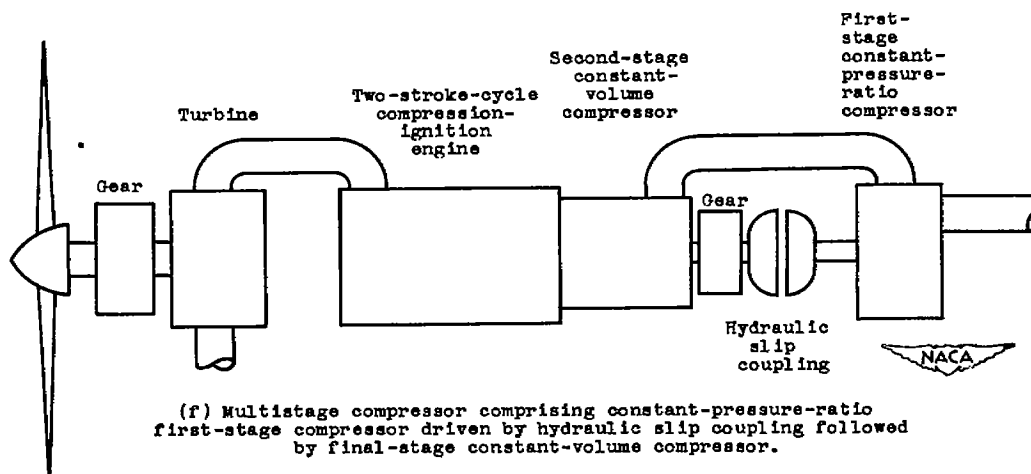 First-
stage
constant-
pressure-
ratio
compressor
Second-stage
constant-
volume
compressor
Two-stroke-cycle
compression-
ignition
engine
Turbine
Gear
Gear
Hydraulic
slip
coupling
NACA
(f) Multistage compressor comprising constant-pressure-ratio
first-stage compressor driven by hydraulic slip coupling followed
by final-stage constant-volume compressor.